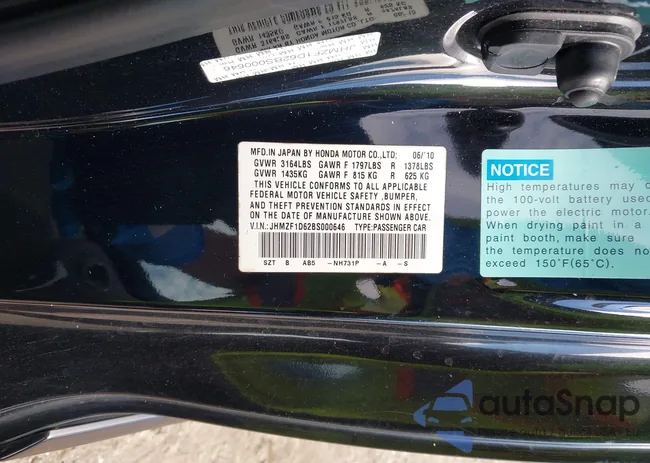 JHMZF1D62BS000646
MFD.IN JAPAN BY HONDA MOTOR CO.,LTD; 06/'10
GVWR 3164LBS GAWR F 1797LBS R 1378LBS
GVWR 1435KG GAWR F 815 KG R 625 KG
THIS VEHICLE CONFORMS TO ALL APPLICABLE
FEDERAL MOTOR VEHICLE SAFETY ,BUMPER,
AND THEFT PREVENTION STANDARDS IN EFFECT
ON THE DATE OF MANUFACTURE SHOWN ABOVE.
V.I.N.: JHMZF1D62BS000646 TYPE:PASSENGER CAR
SZT B AB5 -NH731P -A -S
NOTICE
High temperatures may
the 100-volt battery used
power the electric motor.
When drying paint in a
paint booth, make sure
the temperature does
exceed 150°F(65°C).
autoSnap